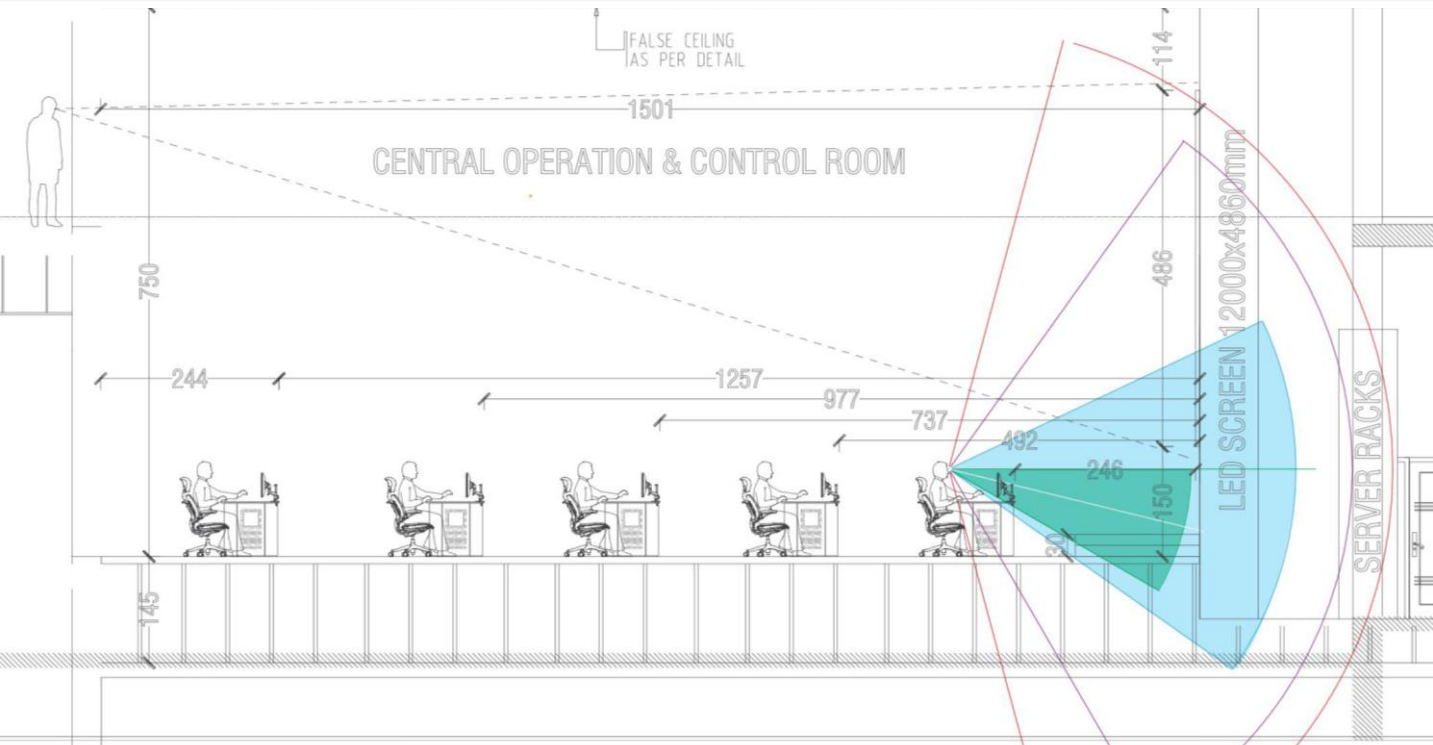 FALSE CEILING
AS PER DETAIL
114
1501
CENTRAL OPERATION & CONTROL ROOM
750
486
LED SCREEN 12000x4860mm
244
1257
977
737
492
246
150
30
145
SERVER RACKS